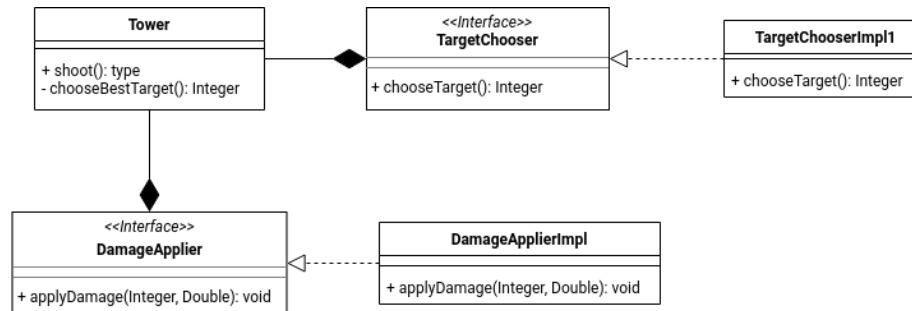 Tower
+ shoot(): type
- chooseBestTarget(): Integer
<<Interface>>
TargetChooser
+ chooseTarget(): Integer
TargetChooserImpl1
+ chooseTarget(): Integer
<<Interface>>
DamageApplier
+ applyDamage(Integer, Double): void
DamageApplierImpl
+ applyDamage(Integer, Double): void